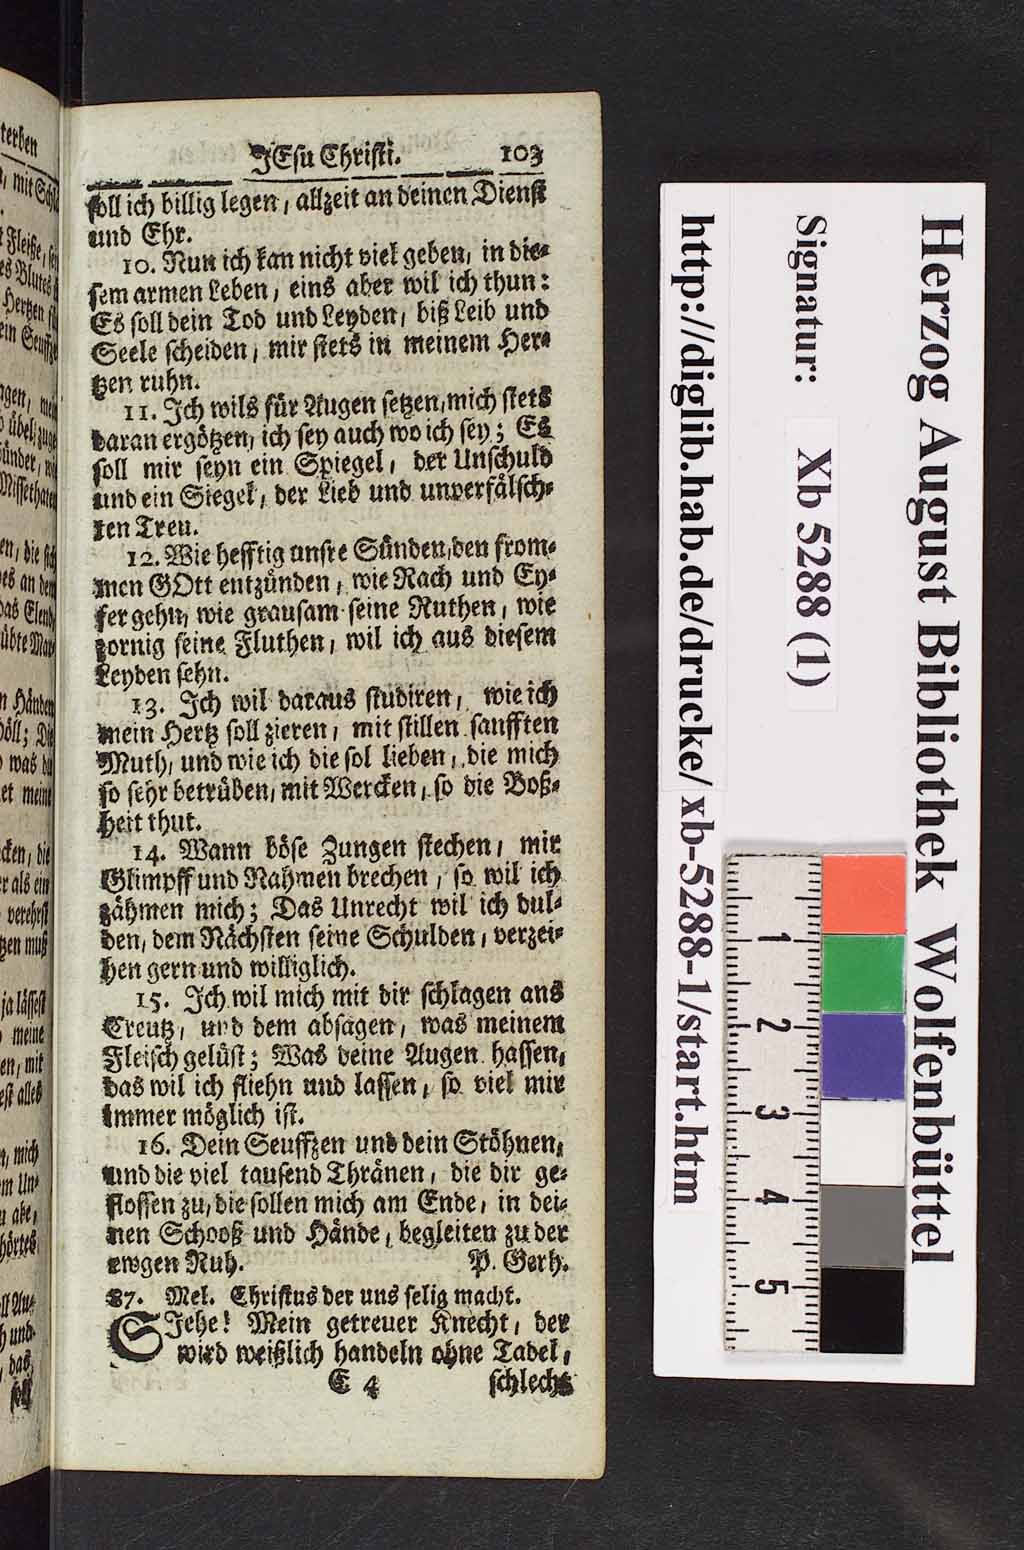 JEsu Christi. 103
soll ich billig legen, allzeit an deinen Dienst
und Ehr.
10. Nun ich kan nicht viel geben, in die-
sem armen Leben, eins aber wil ich thun:
Es soll dein Tod und Leyden, biß Leib und
Seele scheiden, mir stets in meinem Her-
tzen ruhn.
11. Ich wils für Augen setzen, mich stets
daran ergötzen, ich sey auch wo ich sey; Es
soll mir seyn ein Spiegel, der Unschuld
und ein Siegel, der Lieb und unverfälsch-
ten Treu.
12. Wie hefftig unsre Sünden, den from-
men GOtt entzünden, wie Rach und Ey-
fer gehn, wie grausam seine Ruthen, wie
zornig seine Fluthen, wil ich aus diesem
Leyden sehn.
13. Ich wil daraus studiren, wie ich
mein Hertz soll zieren, mit stillen sanfften
Muth, und wie ich die sol lieben, die mich
so sehr betrüben, mit Wercken, so die Boß-
heit thut.
14. Wann böse Zungen stechen, mir
Glimpff und Nahmen brechen, so wil ich
zähmen mich; Das Unrecht wil ich dul-
den, dem Nächsten seine Schulden, verzei-
hen gern und williglich.
15. Ich wil mich mit dir schlagen ans
Creutz, und dem absagen, was meinem
Fleisch gelüst; Was deine Augen hassen,
das wil ich fliehn und lassen, so viel mir
immer möglich ist.
16. Dein Seuffzen und dein Stöhnen,
und die viel tausend Thränen, die dir ge-
flossen zu, die sollen mich am Ende, in dei-
nen Schooß und Hände, begleiten zu der
ewgen Ruh. P. Gerh.
87. Mel. Christus der uns selig macht.
SJehe! Mein getreuer Knecht, der
wird weißlich handeln ohne Tadel,
E 4 schlecht
Herzog August Bibliothek Wolfenbüttel
Signatur: Xb 5288 (1)
http://diglib.hab.de/drucke/xb-5288-1/start.htm
1
2
3
4
5